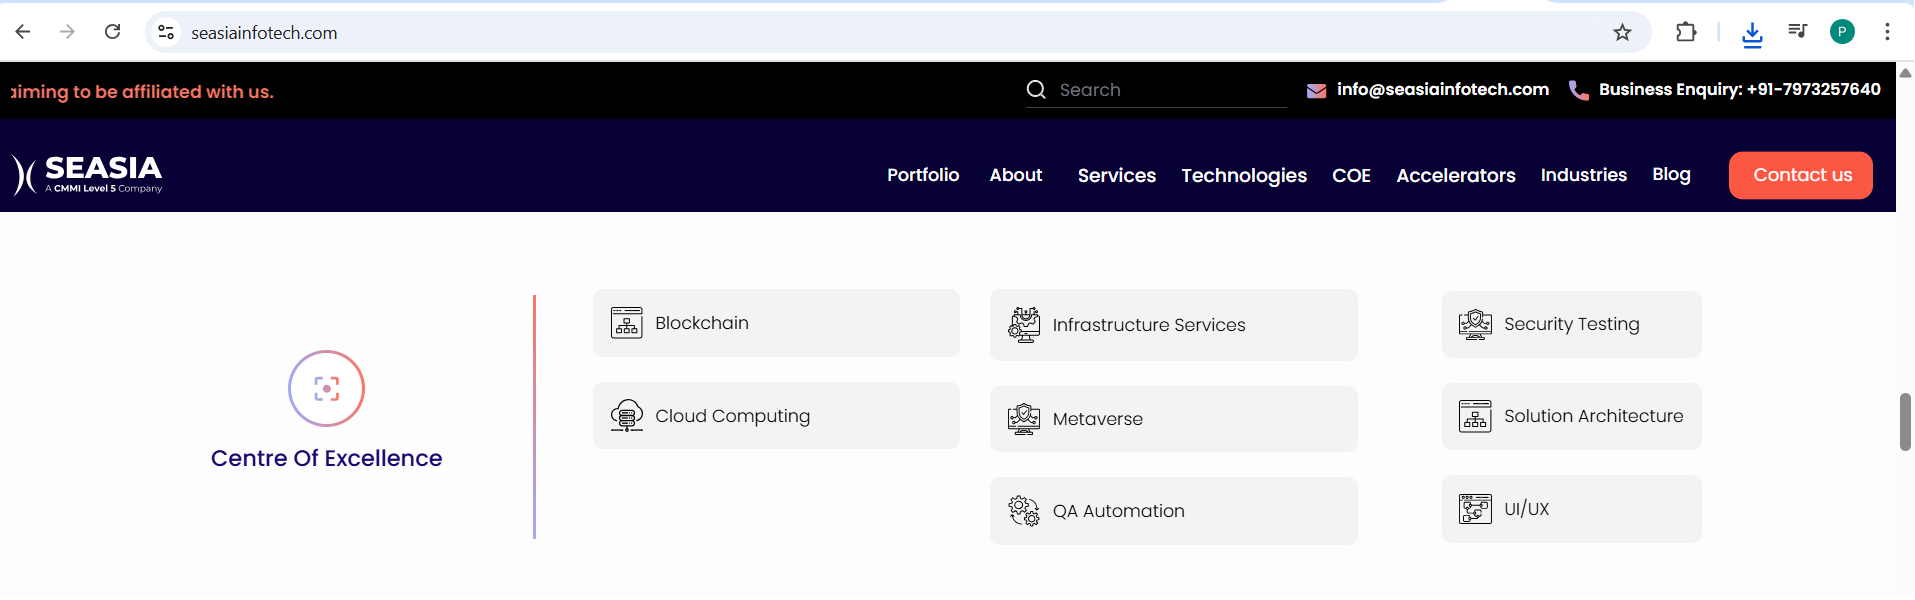 seasiainfotech.com
P
aiming to be affiliated with us.
Search
info@seasiainfotech.com
Business Enquiry: +91-7973257640
SEASIA
A CMMI Level 5 Company
Portfolio
About
Services
Technologies
COE
Accelerators
Industries
Blog
Contact us
Centre Of Excellence
Blockchain
Cloud Computing
Infrastructure Services
Metaverse
QA Automation
Security Testing
Solution Architecture
UI/UX